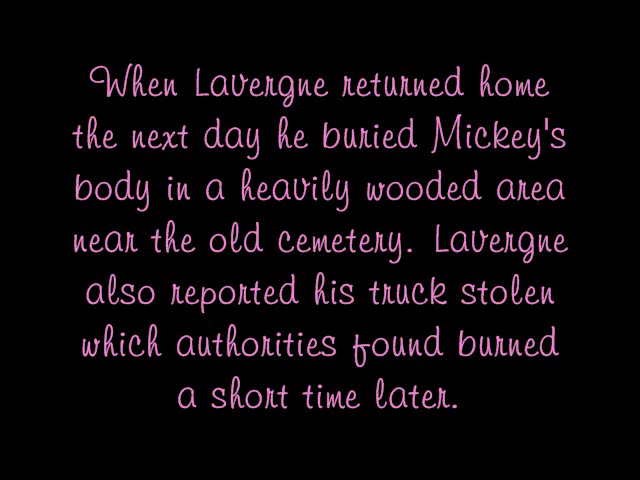 When Lavergne returned home
the next day he buried Mickey's
body in a heavily wooded area
near the old cemetery. Lavergne
also reported his truck stolen
which authorities found burned
a short time later.